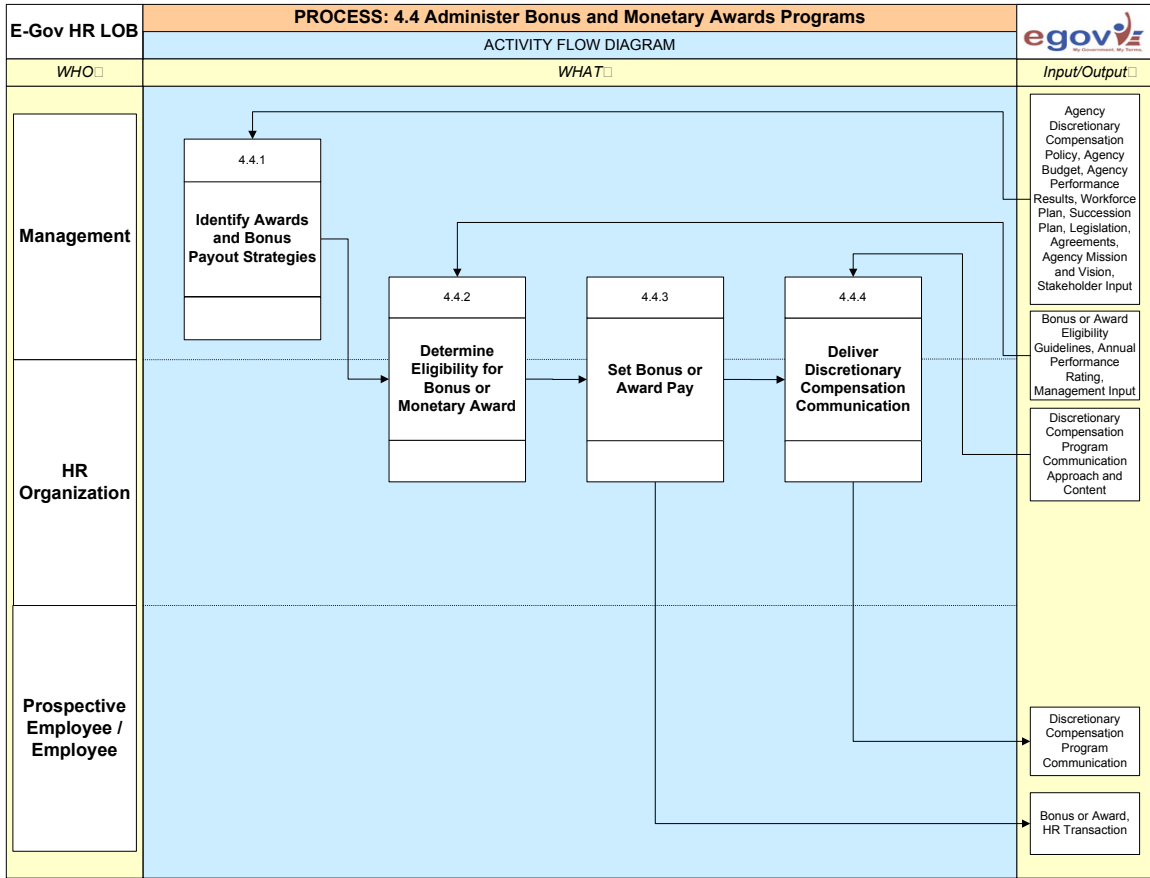 E-Gov HR LOB
PROCESS: 4.4 Administer Bonus and Monetary Awards Programs
ACTIVITY FLOW DIAGRAM
egov
My Government. My Terms.
WHO□
WHAT□
Input/Output□
Management
HR
Organization
Prospective
Employee /
Employee
4.4.1
Identify Awards
and Bonus
Payout Strategies
4.4.2
Determine
Eligibility for
Bonus or
Monetary Award
4.4.3
Set Bonus or
Award Pay
4.4.4
Deliver
Discretionary
Compensation
Communication
Agency
Discretionary
Compensation
Policy, Agency
Budget, Agency
Performance
Results, Workforce
Plan, Succession
Plan, Legislation,
Agreements,
Agency Mission
and Vision,
Stakeholder Input
Bonus or Award
Eligibility
Guidelines, Annual
Performance
Rating,
Management Input
Discretionary
Compensation
Program
Communication
Approach and
Content
Discretionary
Compensation
Program
Communication
Bonus or Award,
HR Transaction